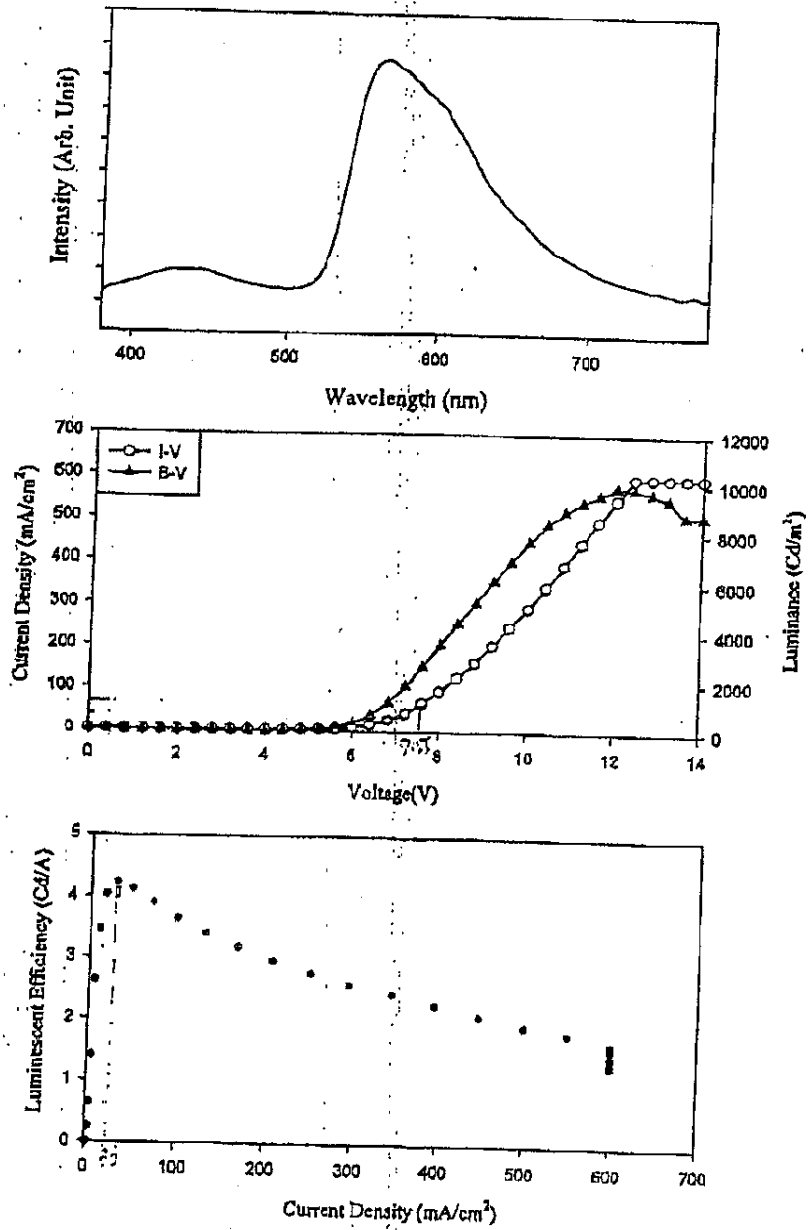 Intensity (Arb. Unit)
400 500 600 700
Wavelength (nm)
I-V
B-V
700
600
500
400
300
200
100
0
Current Density (mA/cm²)
12000
10000
8000
6000
4000
2000
0
Luminance (Cd/m²)
0 2 4 6 8 10 12 14
Voltage(V)
5
4
3
2
1
0
Luminescent Efficiency (Cd/A)
0 100 200 300 400 500 600 700
Current Density (mA/cm²)